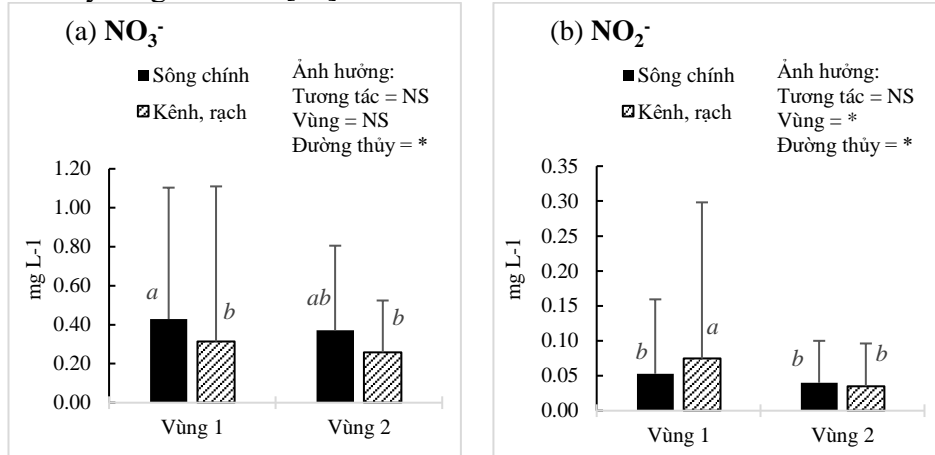 (a) NO3-
■Sông chính
Kênh, rạch
Ảnh hưởng:
Tương tác = NS
Vùng = NS
Đường thủy = *
1.20
1.00
0.80
0.60
0.40
0.20
0.00
mg L-1
a
b
ab
b
Vùng 1
Vùng 2
(b) NO2-
■Sông chính
Kênh, rạch
Ảnh hưởng:
Tương tác = NS
Vùng = *
Đường thủy = *
0.35
0.30
0.25
0.20
0.15
0.10
0.05
0.00
mg L-1
b
a
b
b
Vùng 1
Vùng 2